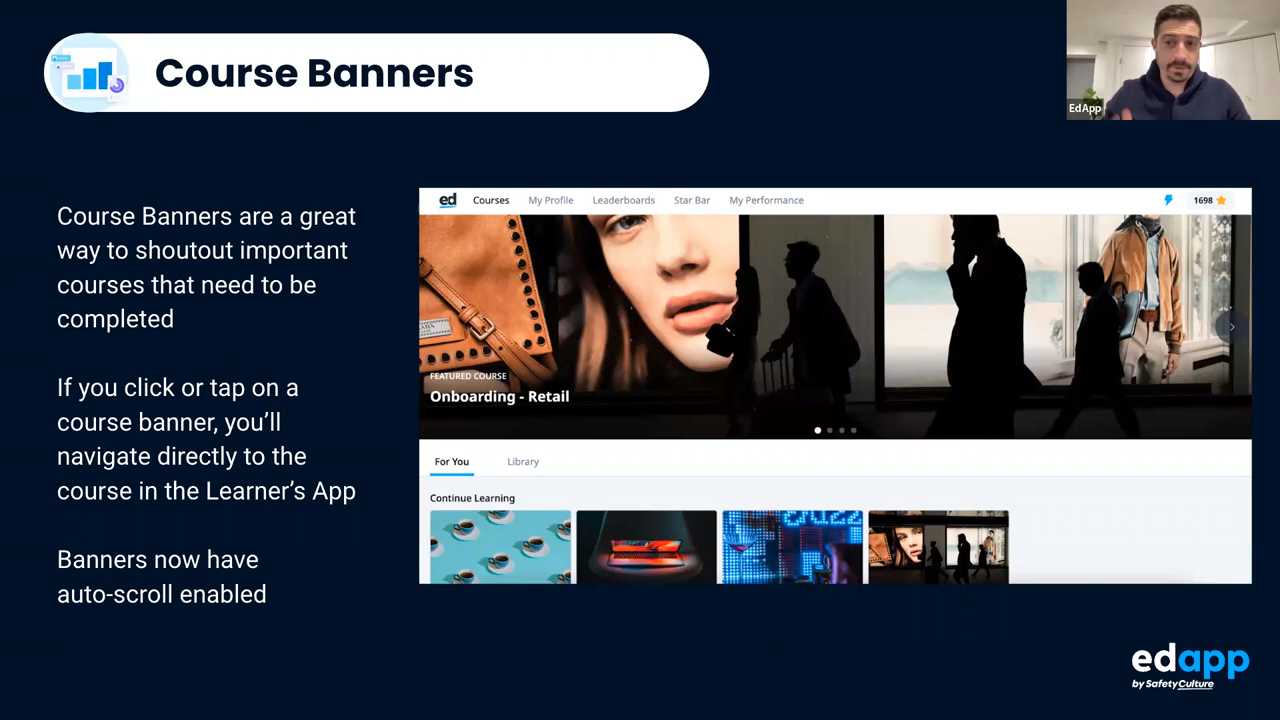 Course Banners
EdApp
Course Banners are a great
way to shoutout important
courses that need to be
completed
If you click or tap on a
course banner, you'll
navigate directly to the
course in the Learner's App
Banners now have
auto-scroll enabled
ed Courses My Profile Leaderboards Star Bar My Performance 1698
FEATURED COURSE
Onboarding - Retail
For You Library
Continue Learning
2022
edapp
by SafetyCulture